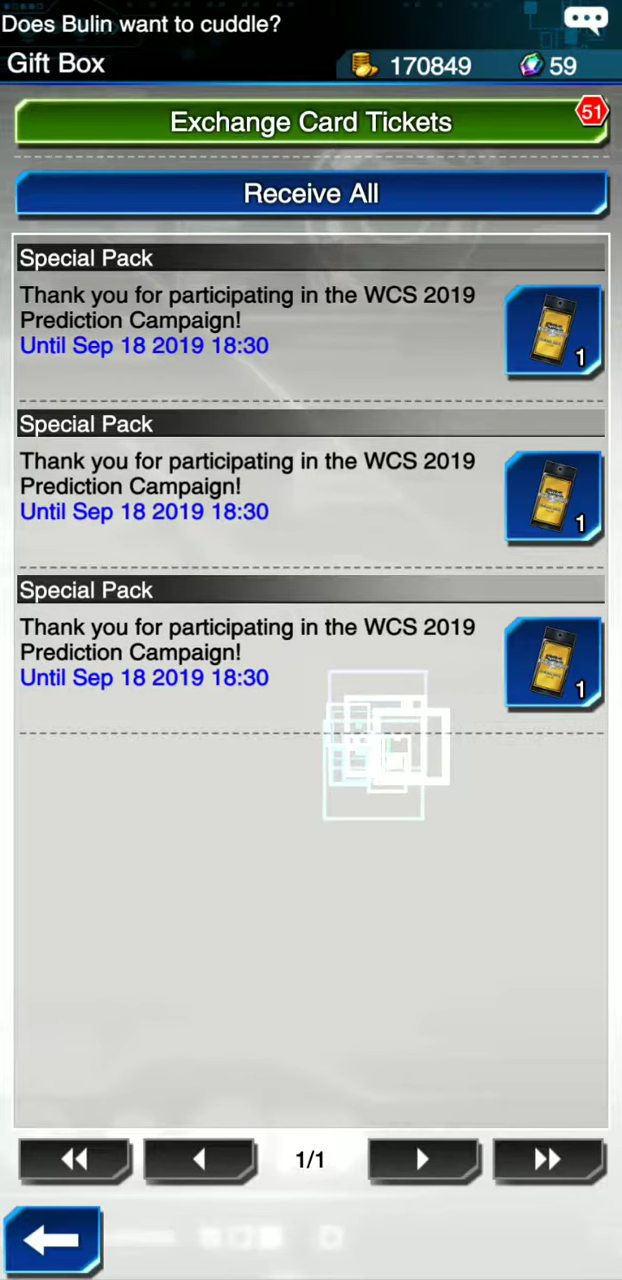 Does Bulin want to cuddle?
Gift Box
170849
59
Exchange Card Tickets
51
Receive All
Special Pack
Thank you for participating in the WCS 2019
Prediction Campaign!
Until Sep 18 2019 18:30
1
Special Pack
Thank you for participating in the WCS 2019
Prediction Campaign!
Until Sep 18 2019 18:30
1
Special Pack
Thank you for participating in the WCS 2019
Prediction Campaign!
Until Sep 18 2019 18:30
1
1/1